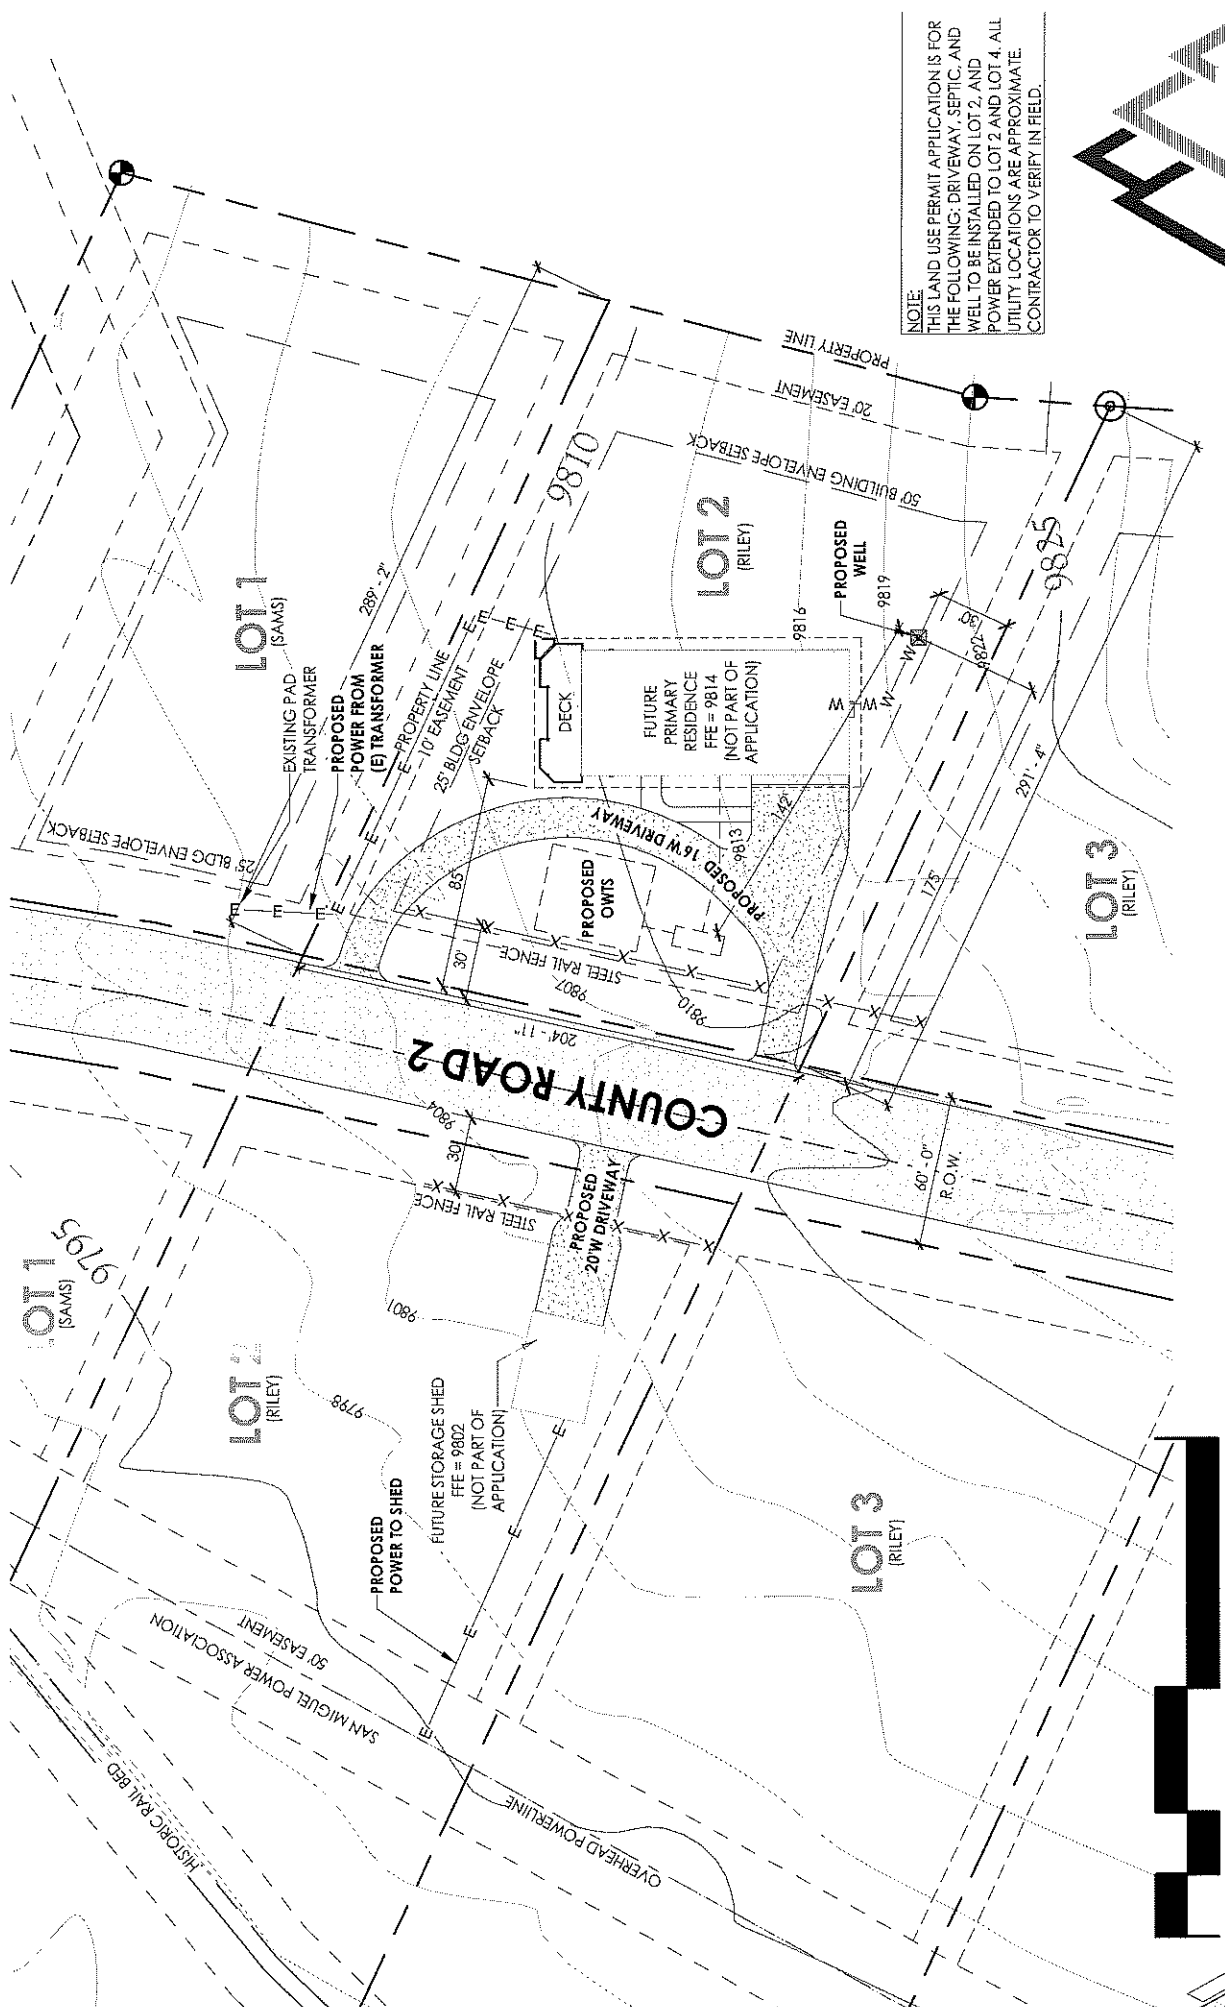 NOTE:
THIS LAND USE PERMIT APPLICATION IS FOR
THE FOLLOWING: DRIVEWAY, SEPTIC, AND
WELL TO BE INSTALLED ON LOT 2, AND
POWER EXTENDED TO LOT 2 AND LOT 4. ALL
UTILITY LOCATIONS ARE APPROXIMATE.
CONTRACTOR TO VERIFY IN FIELD.
LOT 1
(SAMS)
289' - 2"
EXISTING PAD
TRANSFORMER
PROPOSED
POWER FROM
(E) TRANSFORMER
PROPERTY LINE
10' EASEMENT
25' BLDG ENVELOPE
SETBACK
25' BLDG ENVELOPE SETBACK
E
E
E
E
E
E
E
E
E
E
9810
PROPERTY LINE
20' EASEMENT
50' BUILDING ENVELOPE SETBACK
LOT 2
(RILEY)
PROPOSED
WELL
9816
9819
9822
9825
30'
DECK
FUTURE
PRIMARY
RESIDENCE
FFE = 9814
(NOT PART OF
APPLICATION)
W
W
W
W
142'
175'
291' - 4"
9813
PROPOSED 16'W DRIVEWAY
PROPOSED
OWTS
85'
30'
STEEL RAIL FENCE
X
X
X
X
X
X
X
X
X
9807
9810
204' - 11"
COUNTY ROAD 2
LOT 3
(RILEY)
60' - 0"
R.O.W.
9804
30'
STEEL RAIL FENCE
X
X
X
X
X
X
X
PROPOSED
20'W DRIVEWAY
LOT 1
(SAMS)
9795
9801
9798
LOT
(RILEY)
FUTURE STORAGE SHED
FFE = 9802
(NOT PART OF
APPLICATION)
PROPOSED
POWER TO SHED
E
E
E
E
LOT 3
(RILEY)
50' EASEMENT
SAN MIGUEL POWER ASSOCIATION
OVERHEAD POWERLINE
HISTORIC RAIL BED